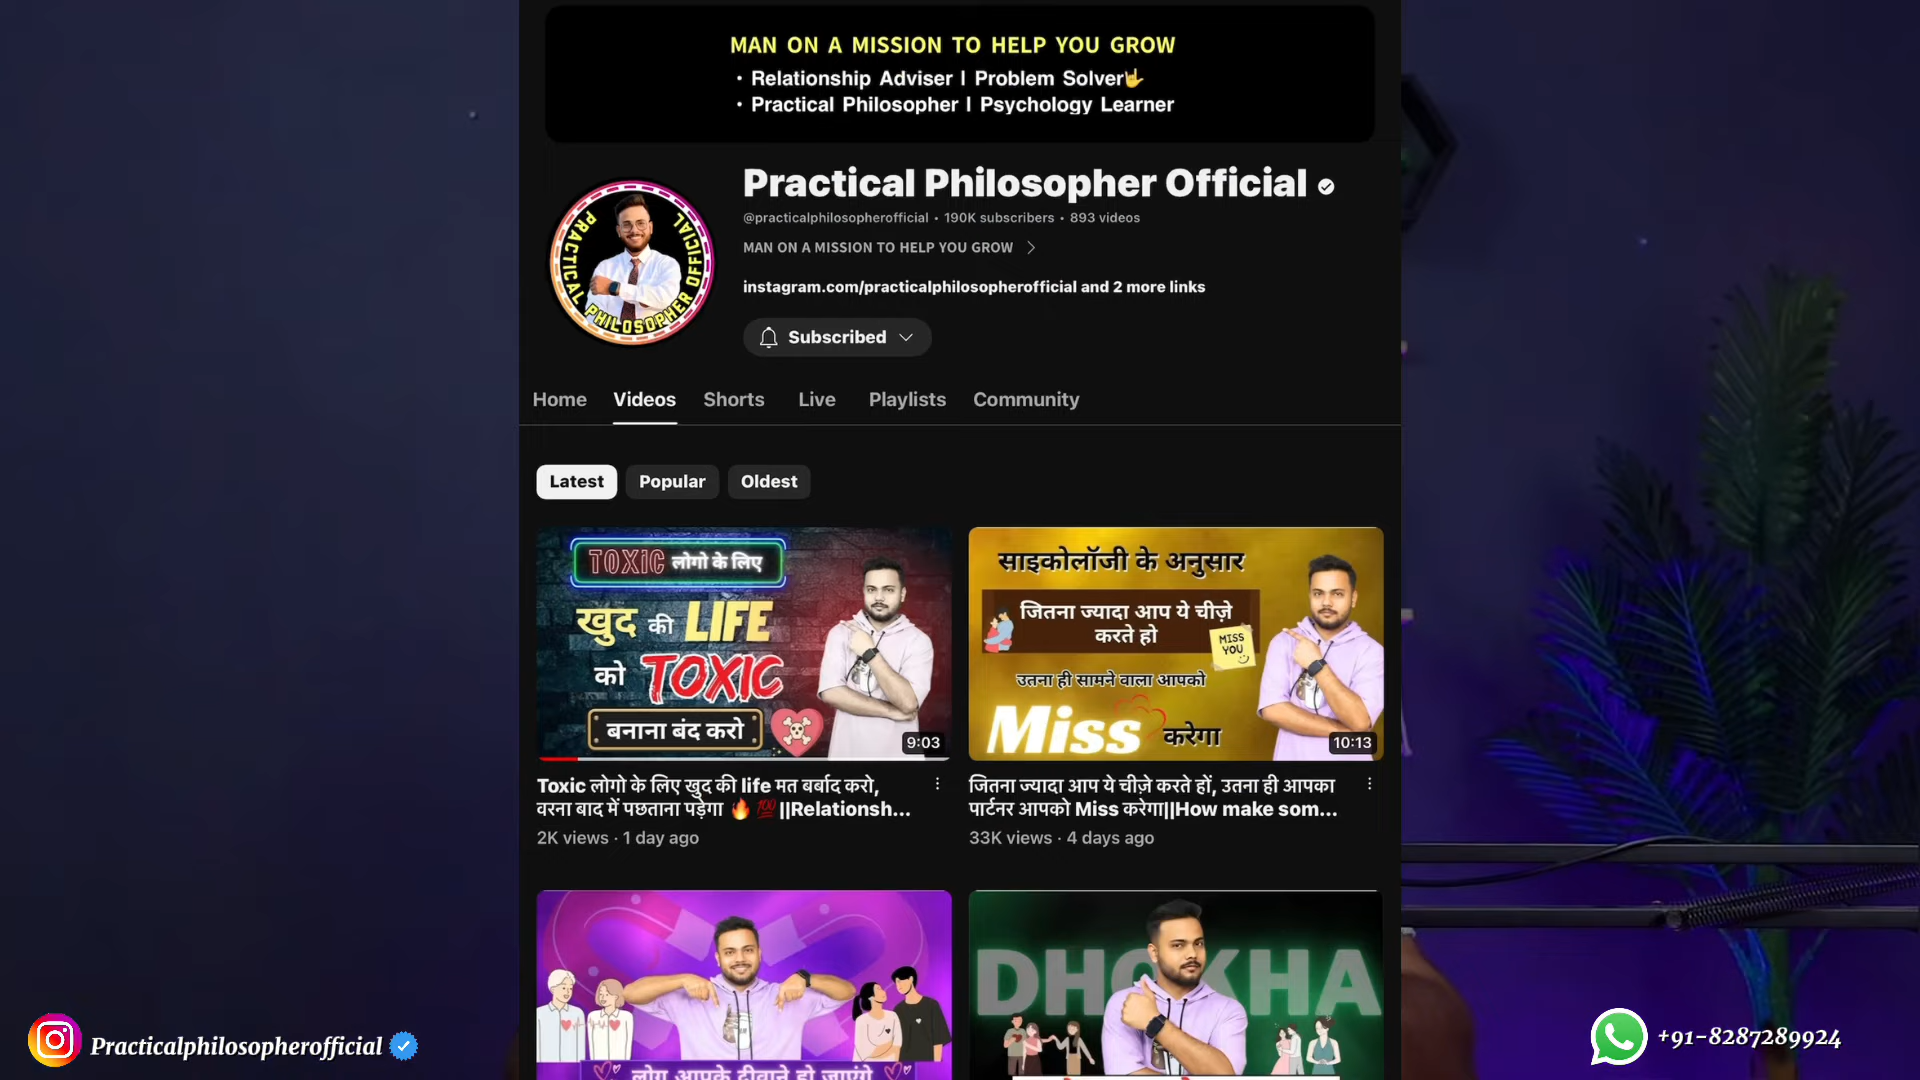 MAN ON A MISSION TO HELP YOU GROW
• Relationship Adviser | Problem Solver🤟
• Practical Philosopher | Psychology Learner
PRACTICAL PHILOSOPHER OFFICIAL
Practical Philosopher Official
@practicalphilosopherofficial • 190K subscribers • 893 videos
MAN ON A MISSION TO HELP YOU GROW >
instagram.com/practicalphilosopherofficial and 2 more links
Subscribed
Home Videos Shorts Live Playlists Community
Latest Popular Oldest
TOXIC लोगो के लिए
खुद की LIFE
को TOXIC
बनाना बंद करो
9:03
साइकोलॉजी के अनुसार
जितना ज्यादा आप ये चीज़े
करते हो
MISS
YOU
उतना ही सामने वाला आपको
Miss करेगा
10:13
Toxic लोगो के लिए खुद की life मत बर्बाद करो,
वरना बाद में पछताना पड़ेगा 🔥 💯 ||Relationsh...
2K views · 1 day ago
जितना ज्यादा आप ये चीज़े करते हों, उतना ही आपका
पार्टनर आपको Miss करेगा||How make som...
33K views · 4 days ago
लोग आपके दीवाने हो जाएंगे
DHOKHA
Practicalphilosopherofficial
+91-8287289924